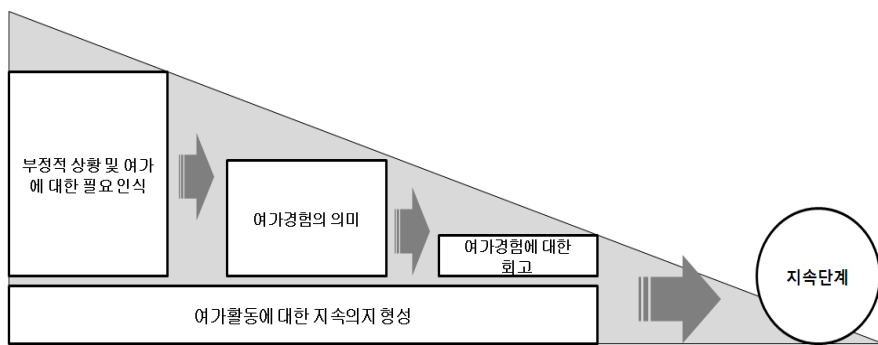 부정적 상황 및 여가
에 대한 필요 인식
여가경험의 의미
여가경험에 대한
회고
여가활동에 대한 지속의지 형성
지속단계